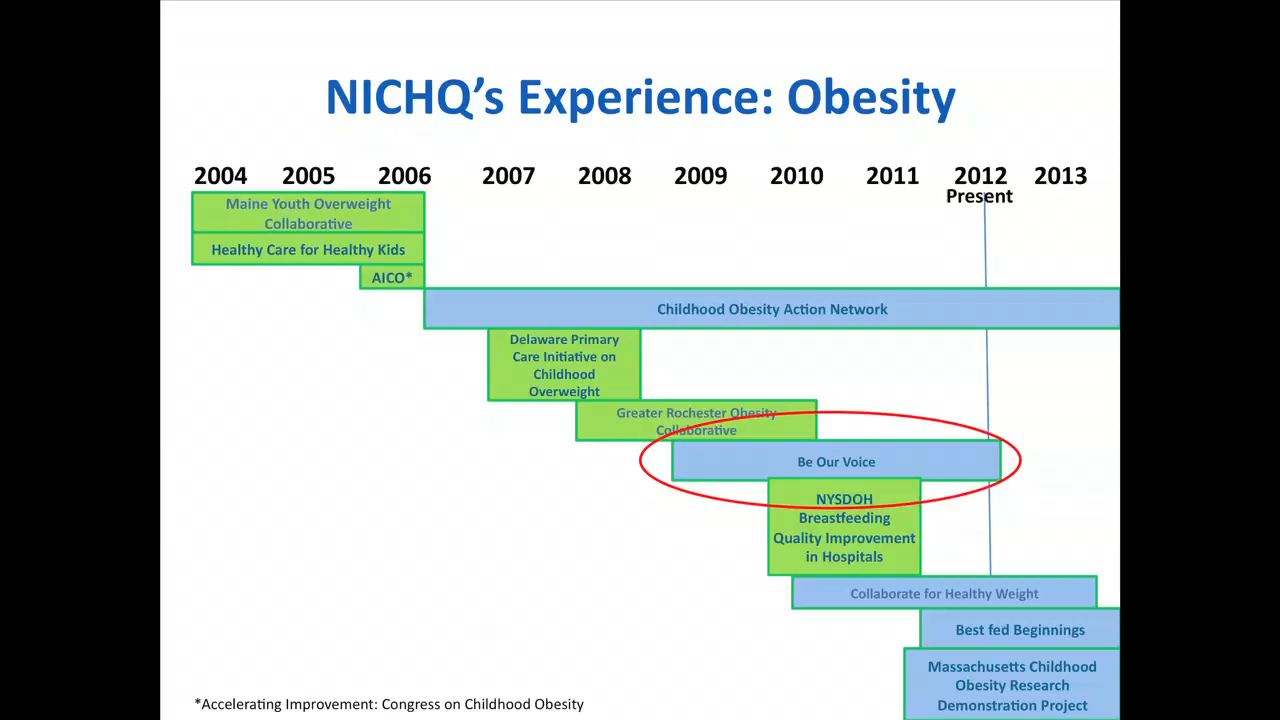 NICHQ's Experience: Obesity
2004 2005 2006 2007 2008 2009 2010 2011 2012 2013
Present
Maine Youth Overweight
Collaborative
Healthy Care for Healthy Kids
AICO*
Childhood Obesity Action Network
Delaware Primary
Care Initiative on
Childhood
Overweight
Greater Rochester Obesity
Collaborative
Be Our Voice
NYSDOH
Breastfeeding
Quality Improvement
in Hospitals
Collaborate for Healthy Weight
Best fed Beginnings
Massachusetts Childhood
Obesity Research
Demonstration Project
*Accelerating Improvement: Congress on Childhood Obesity